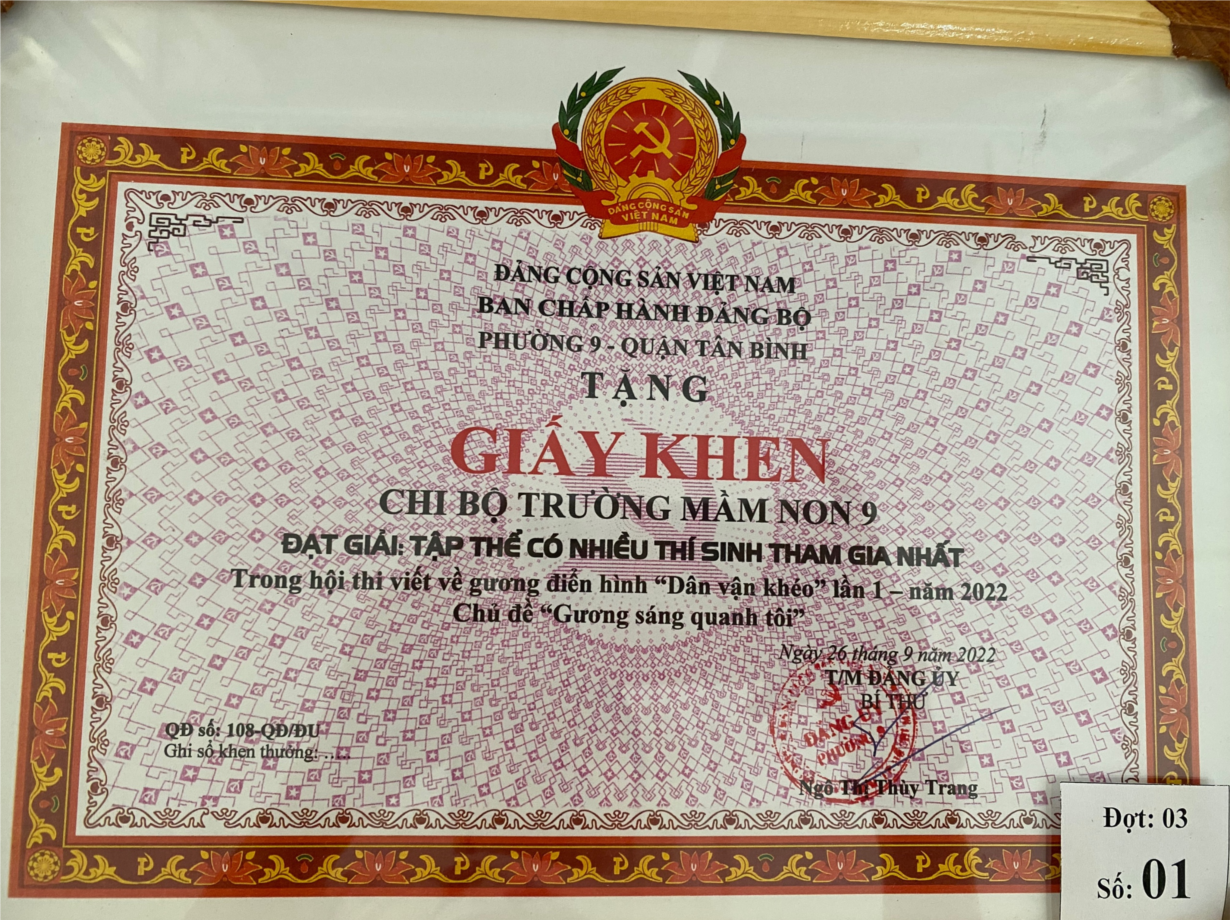 ĐẢNG CỘNG SẢN
VIỆT NAM
ĐẢNG CỘNG SẢN VIỆT NAM
BAN CHẤP HÀNH ĐẢNG BỘ
PHƯỜNG 9 - QUẬN TÂN BÌNH
TẶNG
GIẤY KHEN
CHI BỘ TRƯỜNG MẦM NON 9
ĐẠT GIẢI: TẬP THỂ CÓ NHIỀU THÍ SINH THAM GIA NHẤT
Trong hội thi viết về gương điển hình “Dân vận khéo” lần 1 – năm 2022
Chủ đề “Gương sáng quanh tôi”
Ngày 26 tháng 9 năm 2022
T/M ĐẢNG ỦY
BÍ THƯ
ĐẢNG ỦY
PHƯỜNG 9
QĐ số: 108-QĐ/ĐU
Ghi sổ khen thưởng: .....
Ngô Thị Thùy Trang
Đợt: 03
Số: 01